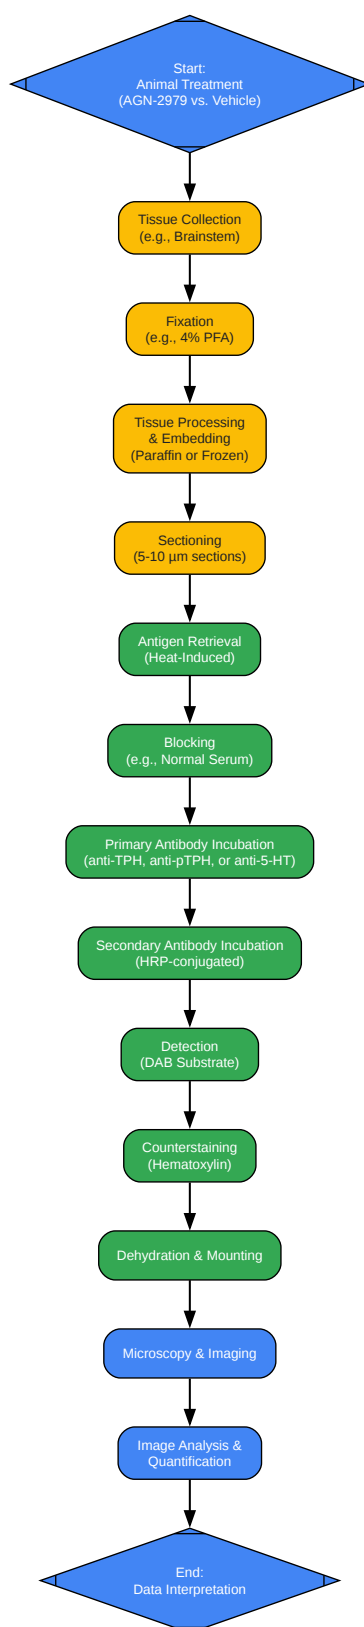 Start:
Animal Treatment
(AGN-2979 vs. Vehicle)
Tissue Collection
(e.g., Brainstem)
Fixation
(e.g., 4% PFA)
Tissue Processing
& Embedding
(Paraffin or Frozen)
Sectioning
(5-10 µm sections)
Antigen Retrieval
(Heat-Induced)
Blocking
(e.g., Normal Serum)
Primary Antibody Incubation
(anti-TPH, anti-pTPH, or anti-5-HT)
Secondary Antibody Incubation
(HRP-conjugated)
Detection
(DAB Substrate)
Counterstaining
(Hematoxylin)
Dehydration & Mounting
Microscopy & Imaging
Image Analysis &
Quantification
End:
Data Interpretation